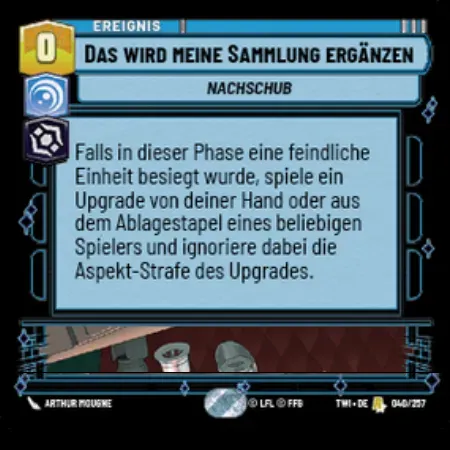 EREIGNIS
0
DAS WIRD MEINE SAMMLUNG ERGÄNZEN
NACHSCHUB
Falls in dieser Phase eine feindliche
Einheit besiegt wurde, spiele ein
Upgrade von deiner Hand oder aus
dem Ablagestapel eines beliebigen
Spielers und ignoriere dabei die
Aspekt-Strafe des Upgrades.
ARTHUR MOUGNE
© LFL © FFG
TWI • DE
040/257